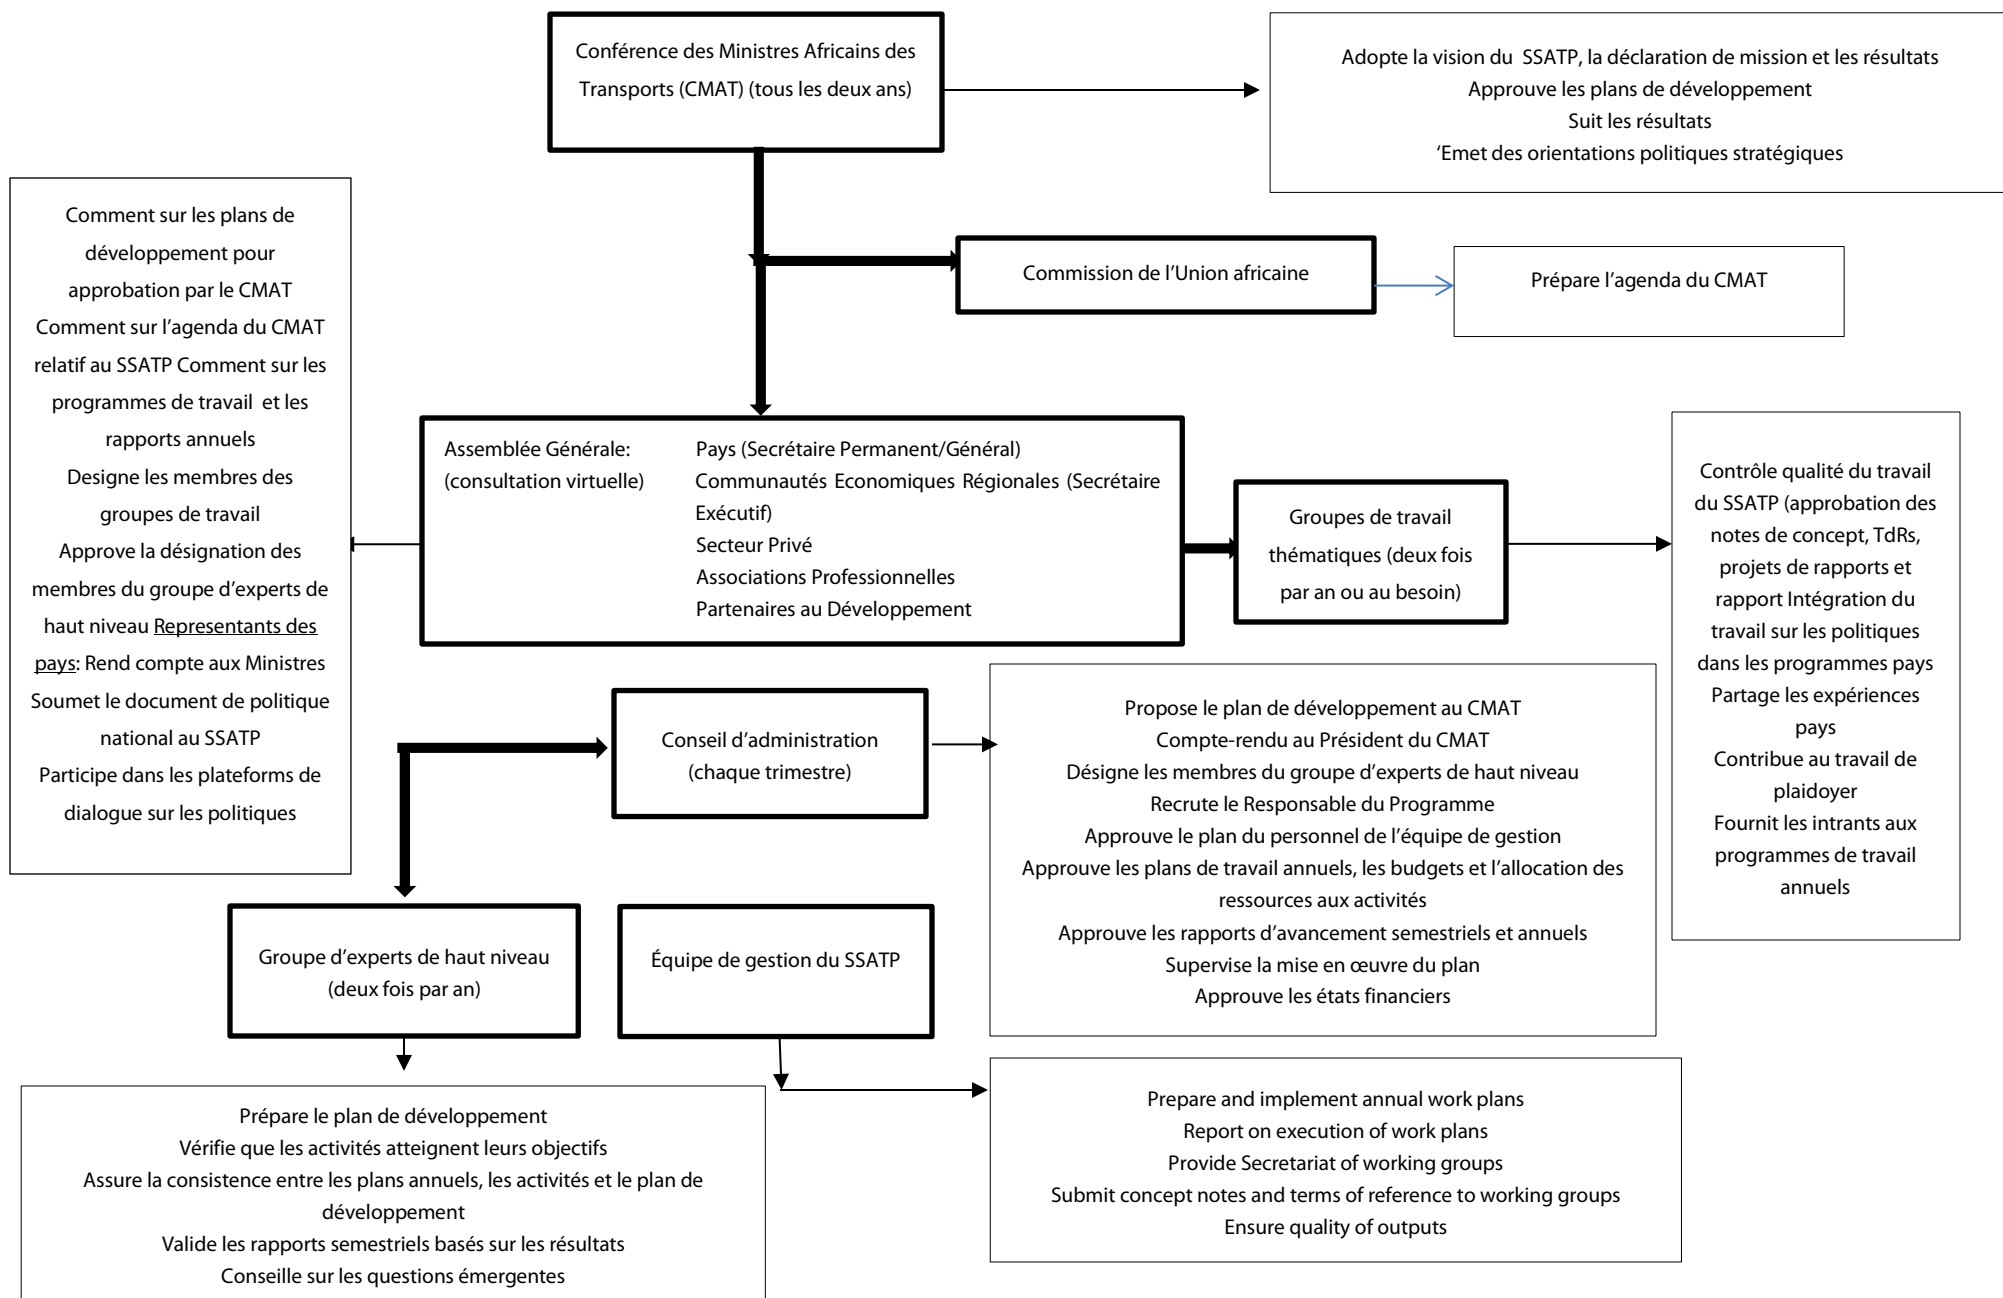 Conférence des Ministres Africains des
Transports (CMAT) (tous les deux ans)
Adopte la vision du SSATP, la déclaration de mission et les résultats
Approuve les plans de développement
Suit les résultats
‘Emet des orientations politiques stratégiques
Comment sur les plans de
développement pour
approbation par le CMAT
Comment sur l’agenda du CMAT
relatif au SSATP Comment sur les
programmes de travail et les
rapports annuels
Designe les membres des
groupes de travail
Approve la désignation des
membres du groupe d’experts de
haut niveau Representants des
pays: Rend compte aux Ministres
Soumet le document de politique
national au SSATP
Participe dans les plateforms de
dialogue sur les politiques
Commission de l’Union africaine
Prépare l’agenda du CMAT
Assemblée Générale:
(consultation virtuelle)
Pays (Secrétaire Permanent/Général)
Communautés Economiques Régionales (Secrétaire
Exécutif)
Secteur Privé
Associations Professionnelles
Partenaires au Développement
Groupes de travail
thématiques (deux fois
par an ou au besoin)
Contrôle qualité du travail
du SSATP (approbation des
notes de concept, TdRs,
projets de rapports et
rapport Intégration du
travail sur les politiques
dans les programmes pays
Partage les expériences
pays
Contribue au travail de
plaidoyer
Fournit les intrants aux
programmes de travail
annuels
Conseil d’administration
(chaque trimestre)
Propose le plan de développement au CMAT
Compte-rendu au Président du CMAT
Désigne les membres du groupe d’experts de haut niveau
Recrute le Responsable du Programme
Approuve le plan du personnel de l’équipe de gestion
Approuve les plans de travail annuels, les budgets et l’allocation des
ressources aux activités
Approuve les rapports d’avancement semestriels et annuels
Supervise la mise en œuvre du plan
Approuve les états financiers
Groupe d’experts de haut niveau
(deux fois par an)
Équipe de gestion du SSATP
Prépare le plan de développement
Vérifie que les activités atteignent leurs objectifs
Assure la consistence entre les plans annuels, les activités et le plan de
développement
Valide les rapports semestriels basés sur les résultats
Conseille sur les questions émergentes
Prepare and implement annual work plans
Report on execution of work plans
Provide Secretariat of working groups
Submit concept notes and terms of reference to working groups
Ensure quality of outputs